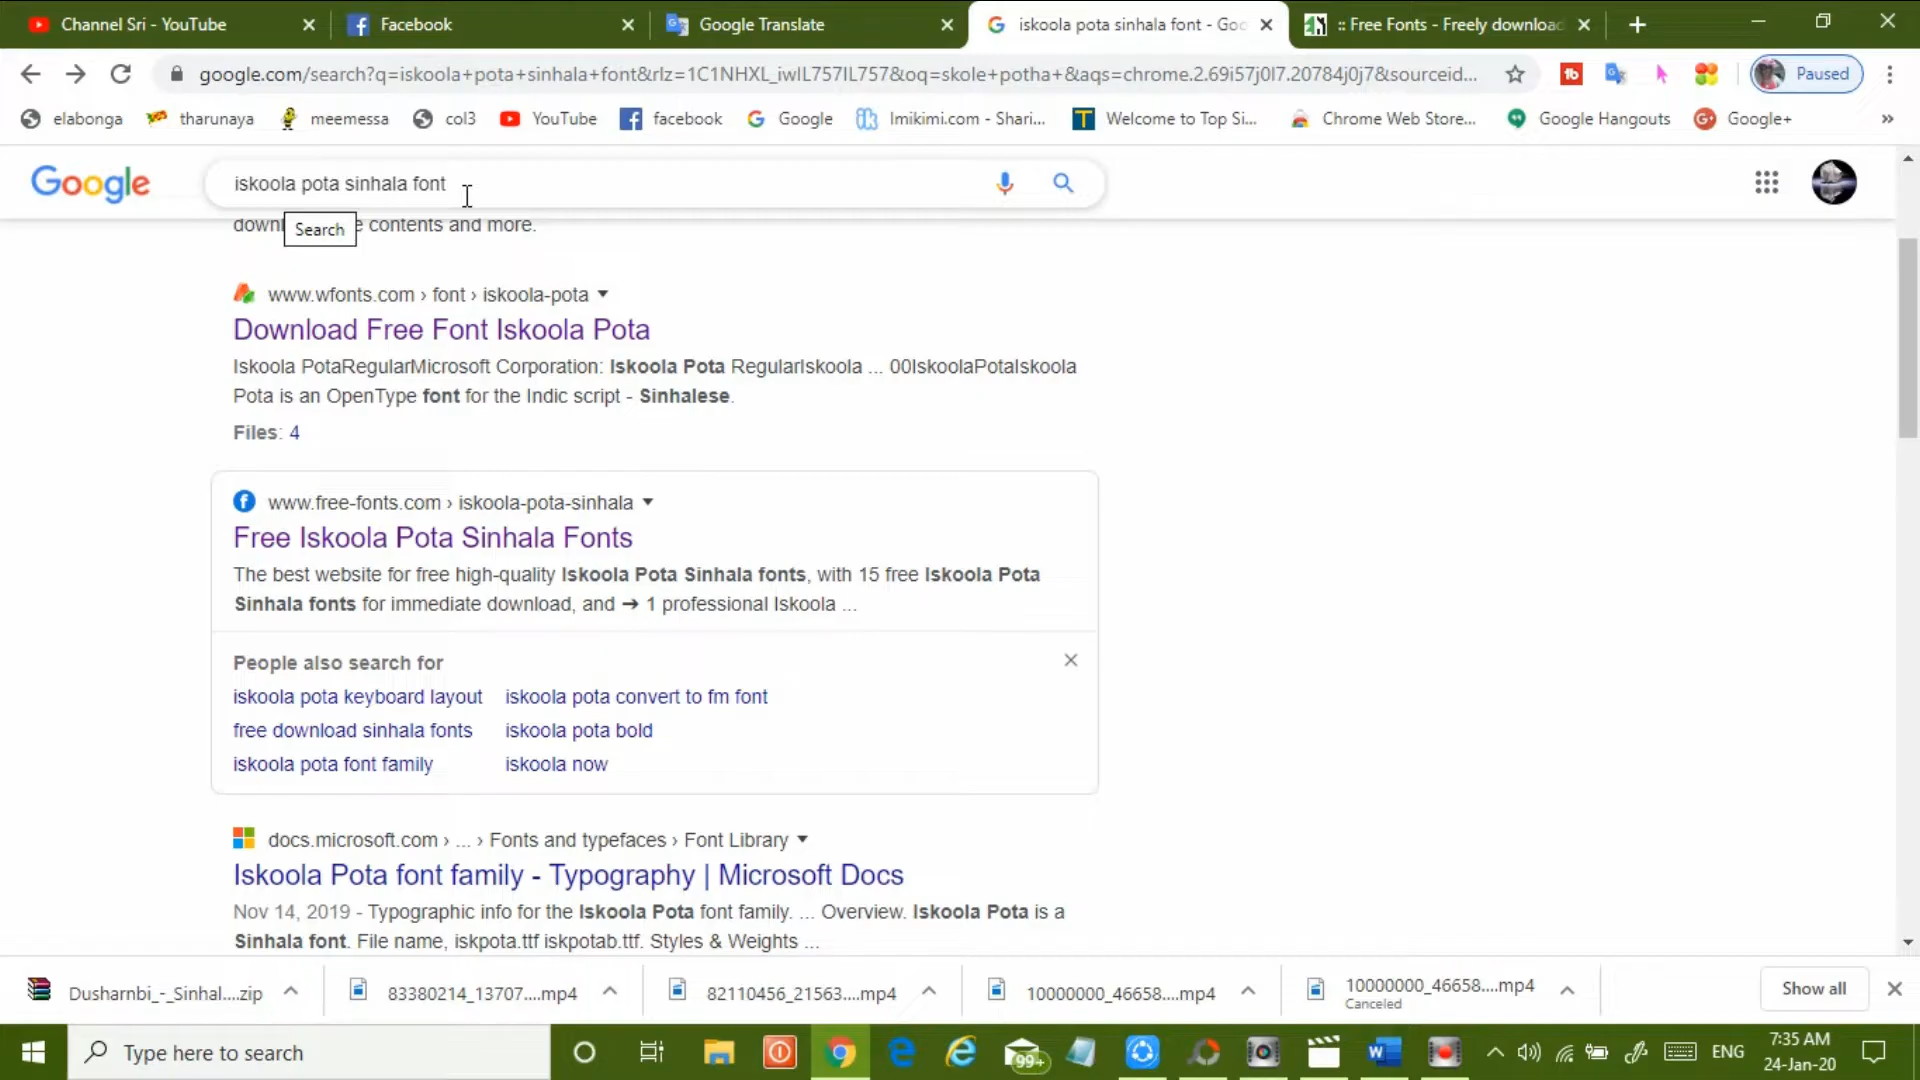 Channel Sri - YouTube
Facebook
Google Translate
iskoola pota sinhala font - Goo
:: Free Fonts - Freely download
google.com/search?q=iskoola+pota+sinhala+font&rlz=1C1NHXL_iwIL757IL757&oq=skole+potha+&aqs=chrome.2.69i57j0l7.20784j0j7&sourceid...
Paused
elabonga
tharunaya
meemessa
col3
YouTube
facebook
Google
Imikimi.com - Shari...
Welcome to Top Si...
Chrome Web Store...
Google Hangouts
Google+
»
Google
iskoola pota sinhala font
Search
contents and more.
www.wfonts.com › font › iskoola-pota
Download Free Font Iskoola Pota
Iskoola PotaRegularMicrosoft Corporation: Iskoola Pota RegularIskoola ... 00IskoolaPotaIskoola
Pota is an OpenType font for the Indic script - Sinhalese.
Files: 4
www.free-fonts.com › iskoola-pota-sinhala
Free Iskoola Pota Sinhala Fonts
The best website for free high-quality Iskoola Pota Sinhala fonts, with 15 free Iskoola Pota
Sinhala fonts for immediate download, and ➔ 1 professional Iskoola ...
People also search for
iskoola pota keyboard layout
iskoola pota convert to fm font
free download sinhala fonts
iskoola pota bold
iskoola pota font family
iskoola now
docs.microsoft.com › ... › Fonts and typefaces › Font Library
Iskoola Pota font family - Typography | Microsoft Docs
Nov 14, 2019 - Typographic info for the Iskoola Pota font family. ... Overview. Iskoola Pota is a
Sinhala font. File name, iskpota.ttf iskpotab.ttf. Styles & Weights ...
Dusharnbi_-_Sinhal....zip
83380214_13707....mp4
82110456_21563....mp4
10000000_46658....mp4
10000000_46658....mp4
Canceled
Show all
Type here to search
99+
ENG
7:35 AM
24-Jan-20